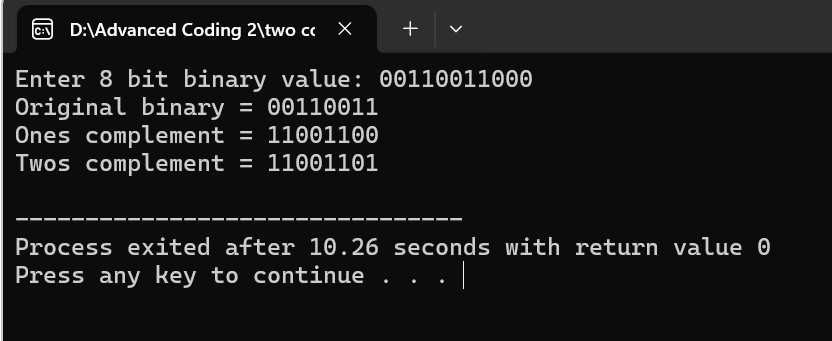 D:\Advanced Coding 2\two cc
Enter 8 bit binary value: 00110011000
Original binary = 00110011
Ones complement = 11001100
Twos complement = 11001101
--------------------------------
Process exited after 10.26 seconds with return value 0
Press any key to continue . . .